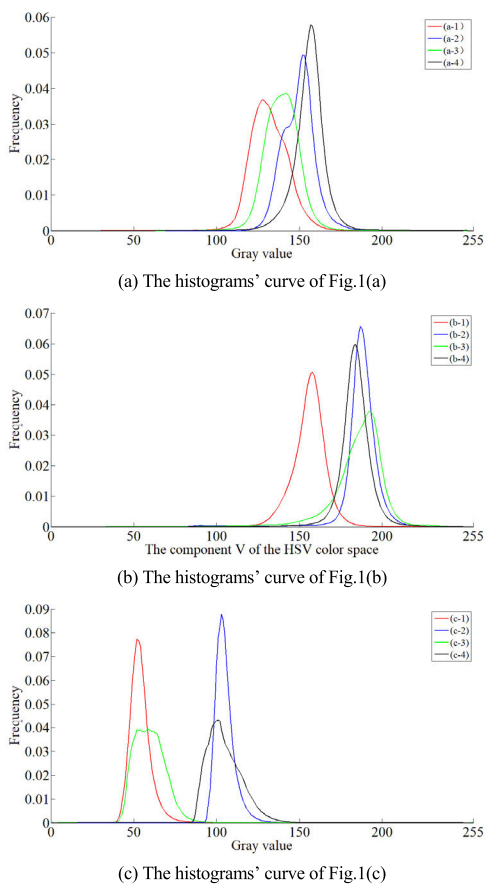 0.06
0.05
0.04
0.03
0.02
0.01
0
Frequency
(a-1)
(a-2)
(a-3)
(a-4)
0 50 100 150 200 255
Gray value
(a) The histograms' curve of Fig.1(a)
0.07
0.06
0.05
0.04
0.03
0.02
0.01
0
Frequency
(b-1)
(b-2)
(b-3)
(b-4)
0 50 100 150 200 255
The component V of the HSV color space
(b) The histograms' curve of Fig.1(b)
0.09
0.08
0.07
0.06
0.05
0.04
0.03
0.02
0.01
0
Frequency
(c-1)
(c-2)
(c-3)
(c-4)
0 50 100 150 200 255
Gray value
(c) The histograms' curve of Fig.1(c)